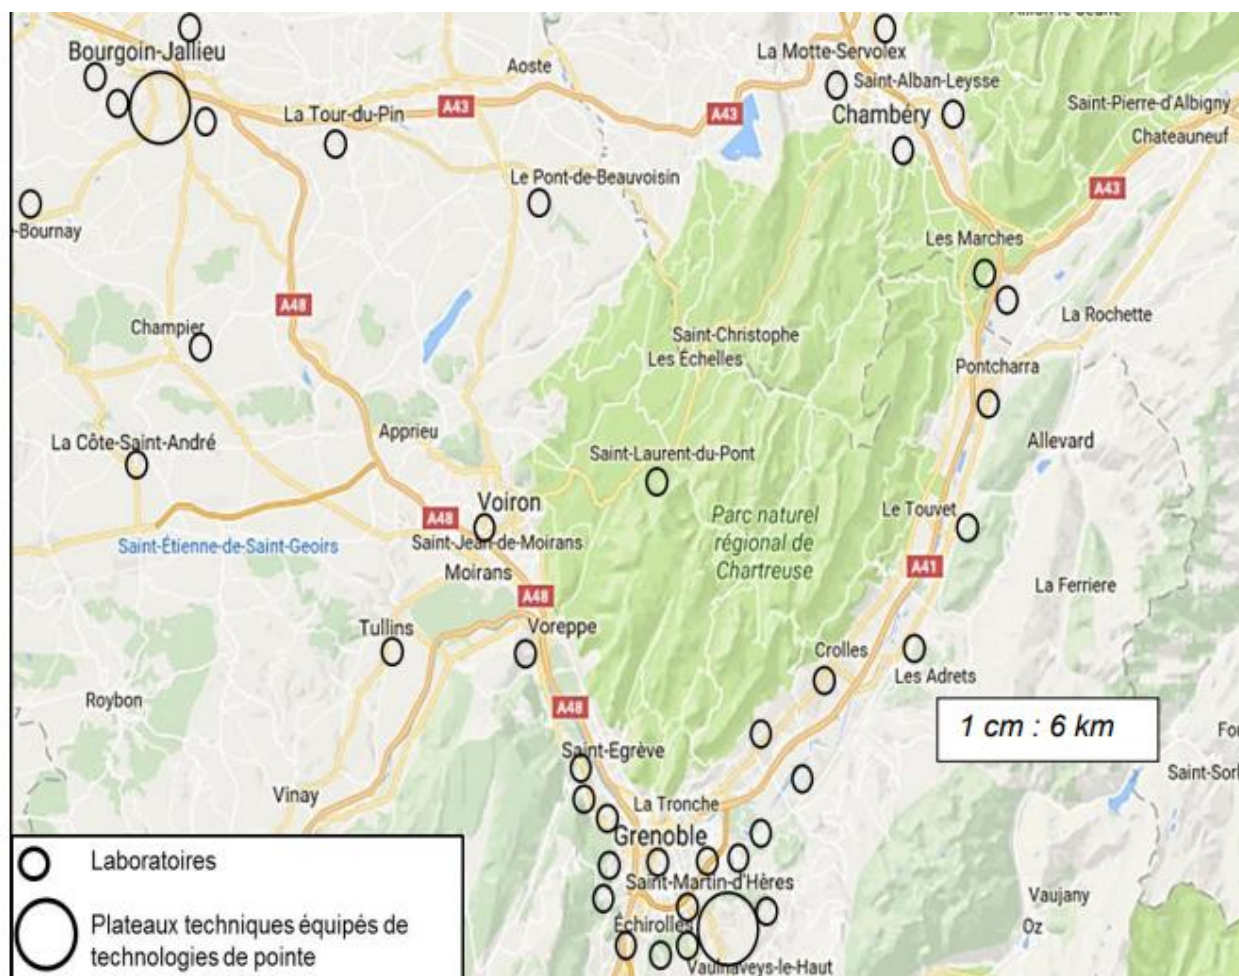 Bourgoin-Jallieu
Aoste
La Motte-Servolex
Saint-Alban-Leysse
Chambéry
Saint-Pierre-d'Albigny
Chateauneuf
La Tour-du-Pin
A43
A43
Le Pont-de-Beauvoisin
A43
-Bournay
Les Marches
A48
Champier
Saint-Christophe
Les Échelles
La Rochette
Pontcharra
Apprieu
La Côte-Saint-André
Saint-Laurent-du-Pont
Allevard
Voiron
A48
Saint-Jean-de-Moirans
Saint-Étienne-de-Saint-Geoirs
Parc naturel
régional de
Chartreuse
Le Touvet
Moirans
A48
A41
La Ferriere
Tullins
Voreppe
Crolles
Les Adrets
Roybon
A48
1 cm : 6 km
Saint-Egrève
Saint-Sorl
Vinay
La Tronche
Grenoble
Laboratoires
Saint-Martin-d'Hères
Vaujany
Oz
Échirolles
Plateaux techniques équipés de
technologies de pointe
Vaulnaveys-le-Haut